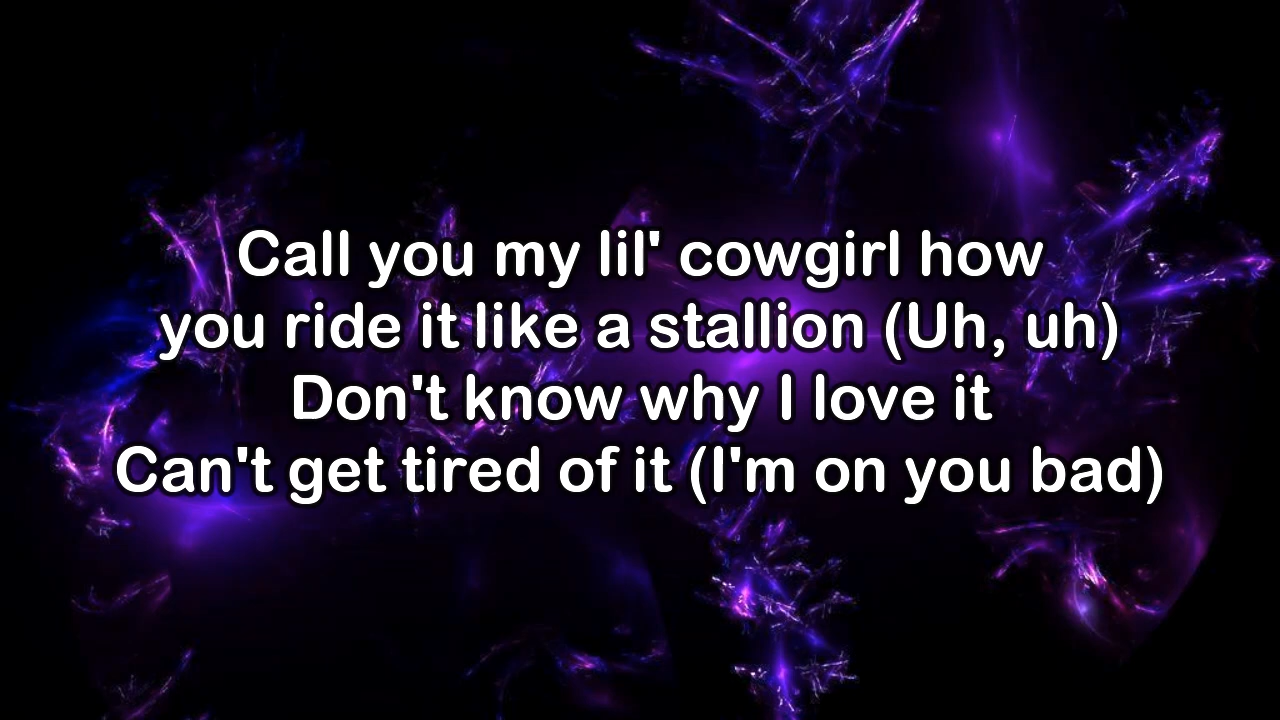 Call you my lil' cowgirl how
you ride it like a stallion (Uh, uh)
Don't know why I love it
Can't get tired of it (I'm on you bad)